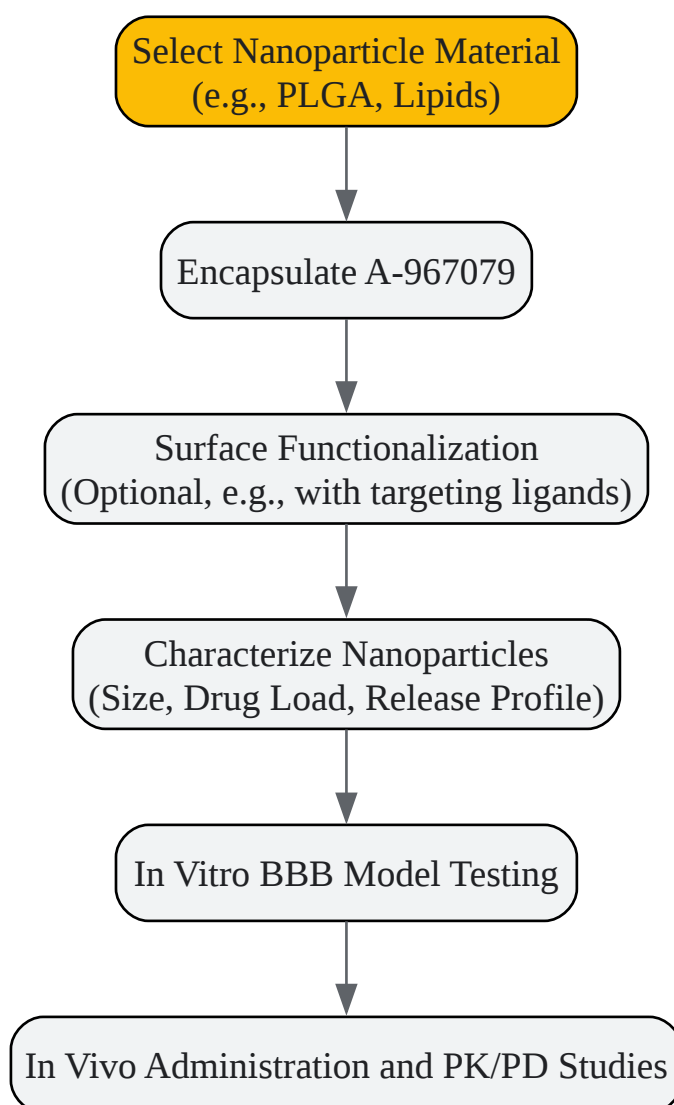 Select Nanoparticle Material
(e.g., PLGA, Lipids)
Encapsulate A-967079
Surface Functionalization
(Optional, e.g., with targeting ligands)
Characterize Nanoparticles
(Size, Drug Load, Release Profile)
In Vitro BBB Model Testing
In Vivo Administration and PK/PD Studies